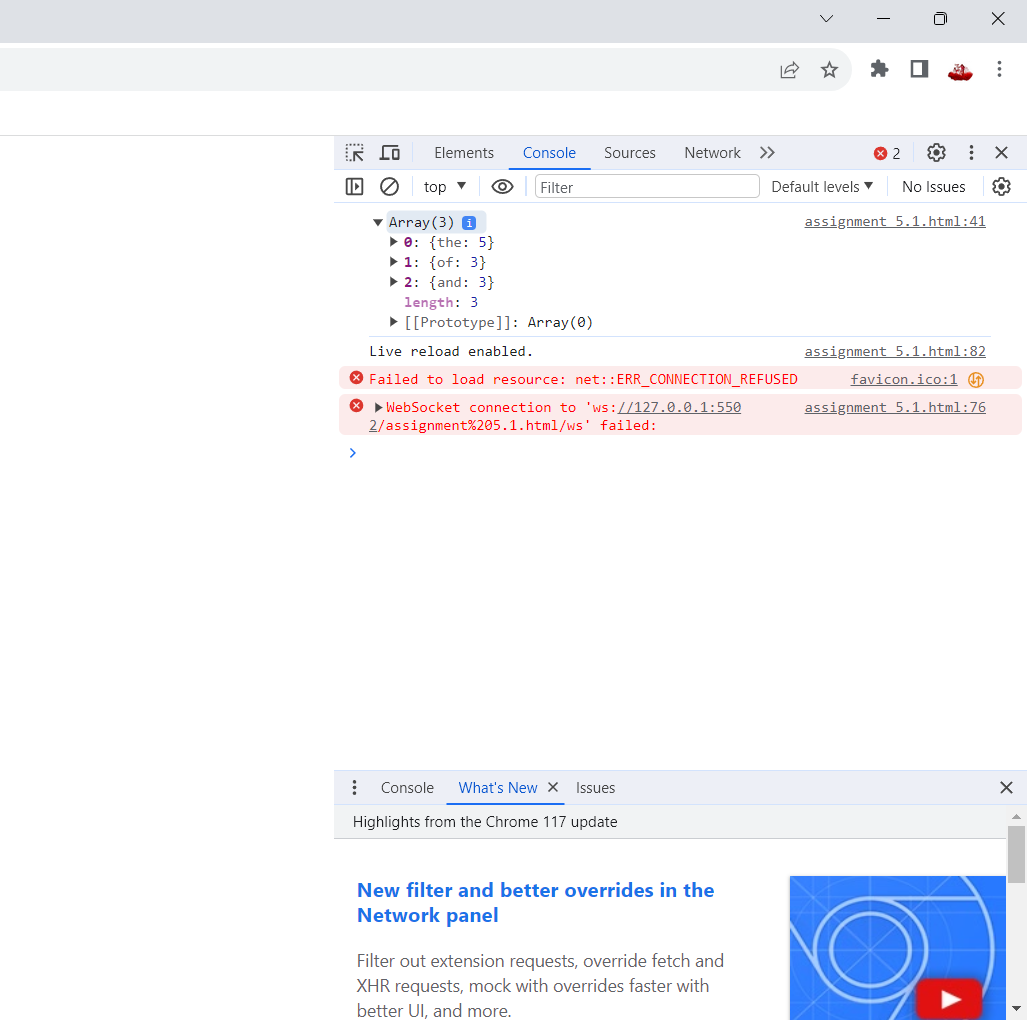 Elements Console Sources Network 2
top Filter Default levels No Issues
Array(3) i assignment 5.1.html:41
0: {the: 5}
1: {of: 3}
2: {and: 3}
length: 3
[[Prototype]]: Array(0)
Live reload enabled. assignment 5.1.html:82
Failed to load resource: net::ERR_CONNECTION_REFUSED favicon.ico:1
WebSocket connection to 'ws://127.0.0.1:550 assignment 5.1.html:76
2/assignment%205.1.html/ws' failed:
Console What's New Issues
Highlights from the Chrome 117 update
New filter and better overrides in the
Network panel
Filter out extension requests, override fetch and
XHR requests, mock with overrides faster with
better UI, and more.